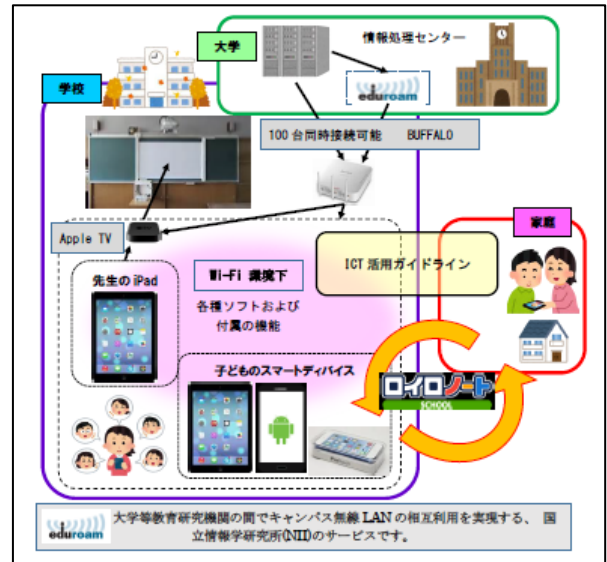 大学
情報処理センター
学校
eduroam
100台同時接続可能 BUFFALO
家庭
Apple TV
ICT活用ガイドライン
Wi-Fi 環境下
先生のiPad
各種ソフトおよび
付属の機能
子どものスマートディバイス
ロイロノート
SCHOOL
eduroam
大学等教育研究機関の間でキャンパス無線LANの相互利用を実現する、 国
立情報学研究所(NII)のサービスです。